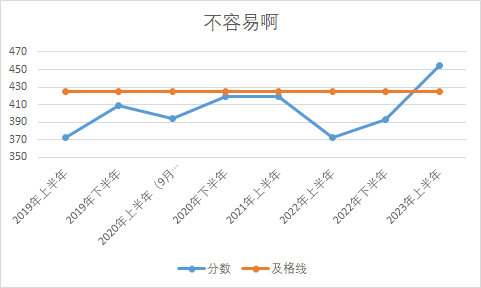 不容易啊
470
450
430
410
390
370
350
2019年上半年
2019年下半年
2020年上半年（9月…
2020年下半年
2021年上半年
2022年上半年
2022年下半年
2023年上半年
分数 及格线